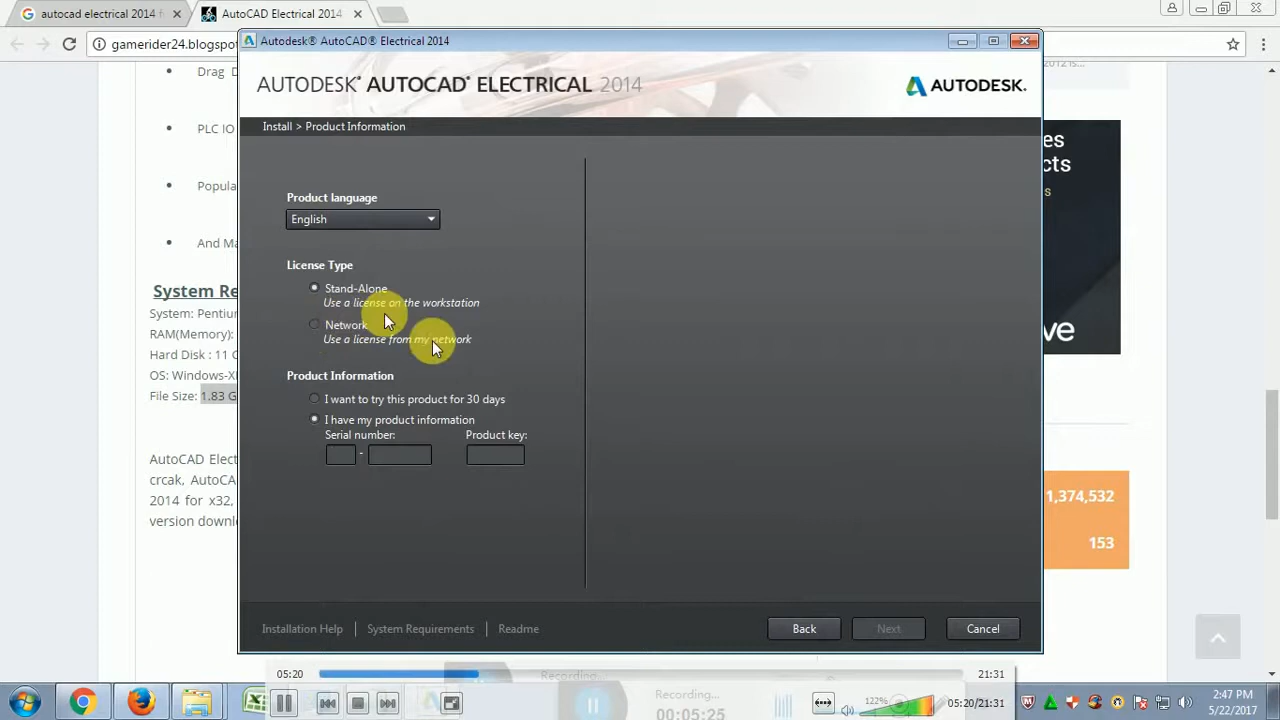 autocad electrical 2014 f
AutoCAD Electrical 2014
gamerider24.blogspot
Autodesk® AutoCAD® Electrical 2014
AUTODESK® AUTOCAD® ELECTRICAL 2014
AUTODESK.
Install > Product Information
Drag D
PLC IO
Popula
And Ma
System Re
System: Pentiu
RAM(Memory):
Hard Disk : 11 G
OS: Windows-XP
File Size: 1.83 G
AutoCAD Elect
crcak, AutoCA
2014 for x32,
version downl
Product language
English
License Type
Stand-Alone
Use a license on the workstation
Network
Use a license from my network
Product Information
I want to try this product for 30 days
I have my product information
Serial number:
Product key:
-
Installation Help
System Requirements
Readme
Back
Next
Cancel
es
cts
s
ve
1,374,532
153
05:20
Recording...
21:31
Recording...
00:05:25
122%
05:20/21:31
2:47 PM
5/22/2017